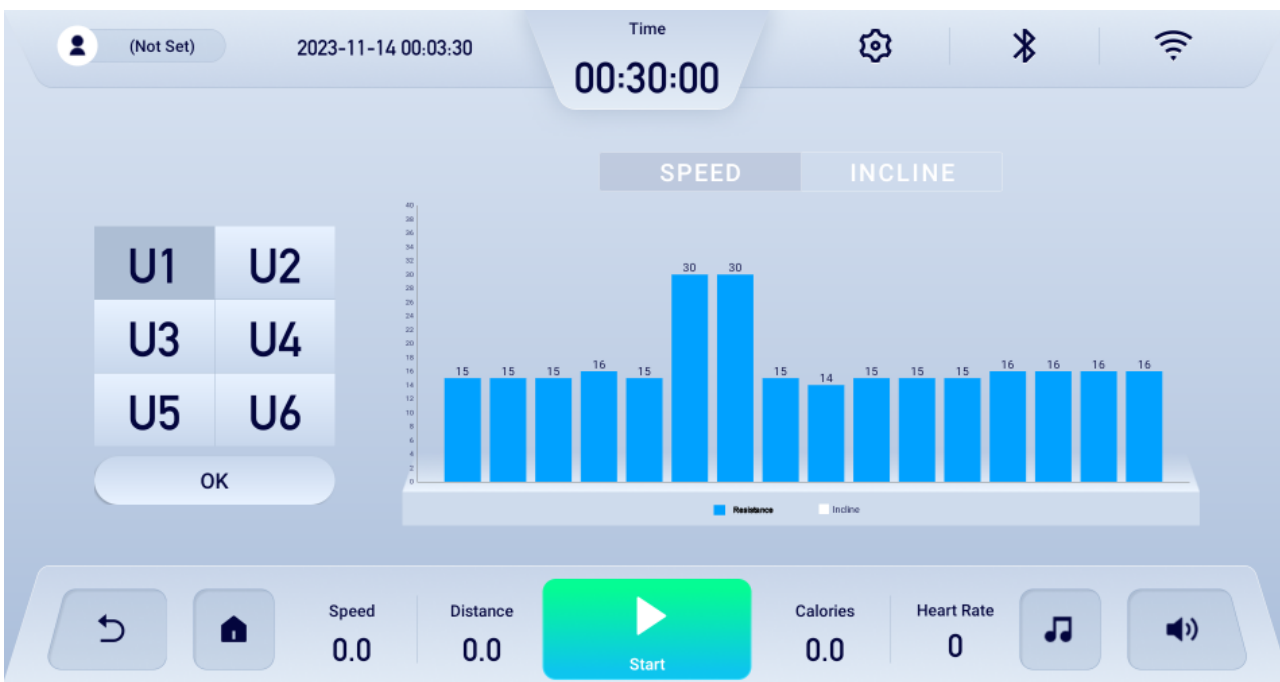 (Not Set)
2023-11-14 00:03:30
Time
00:30:00
SPEED INCLINE
U1 U2
U3 U4
U5 U6
OK
40
38
36
34
32
30
28
26
24
22
20
18
16
14
12
10
8
6
4
2
0
15 15 15 16 15 30 30 15 14 15 15 15 16 16 16 16
Resistance Incline
Speed
0.0
Distance
0.0
Start
Calories
0.0
Heart Rate
0